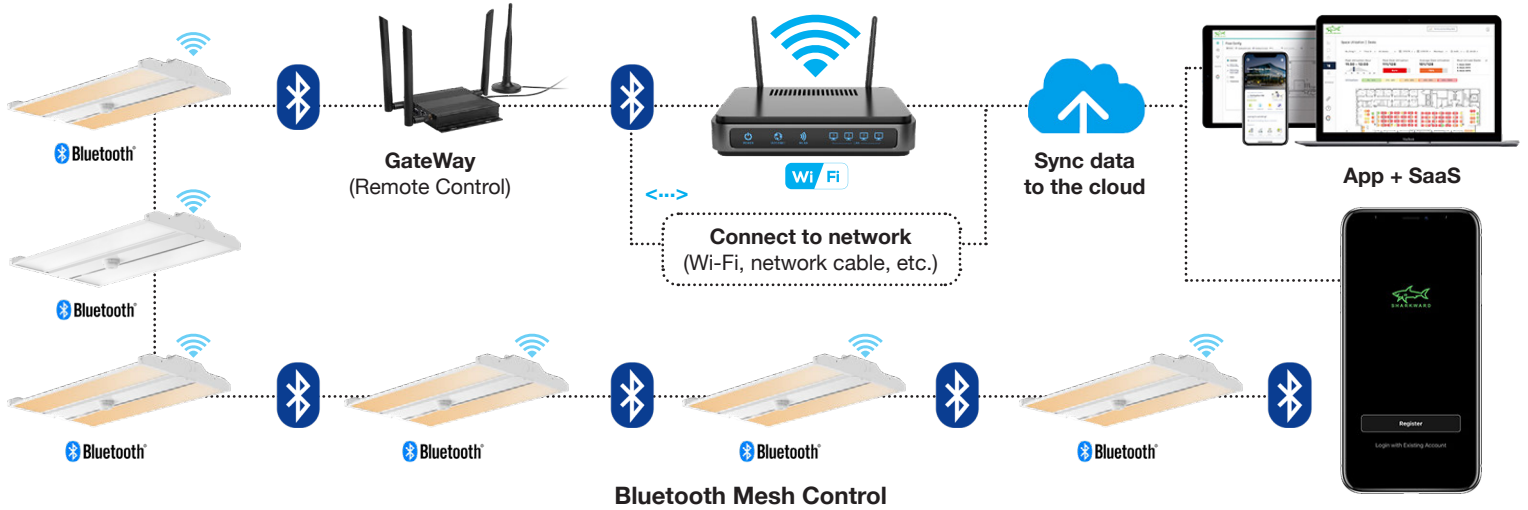 Bluetooth®
GateWay
(Remote Control)
Wi Fi
<···>
Connect to network
(Wi-Fi, network cable, etc.)
Sync data
to the cloud
App + SaaS
Bluetooth®
SHARKWARD
Register
Login with Existing Account
Bluetooth®
Bluetooth®
Bluetooth®
Bluetooth®
Bluetooth Mesh Control